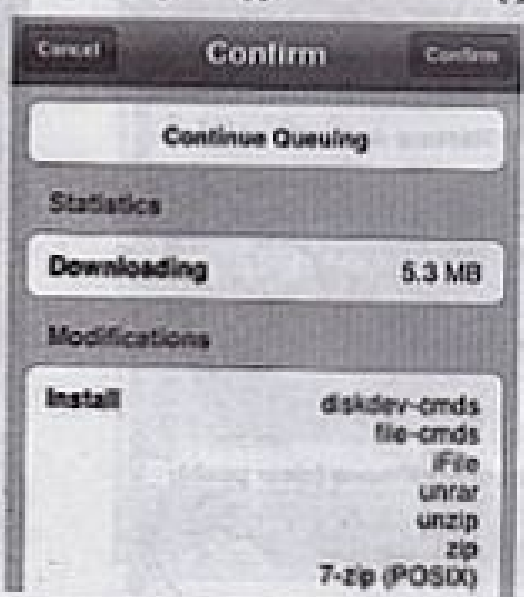 Cancel Confirm Confirm
Continue Queuing
Statistics
Downloading 5.3 MB
Modifications
Install diskdev-cmds
file-cmds
iFile
unrar
unzip
zip
7-zip (POSIX)